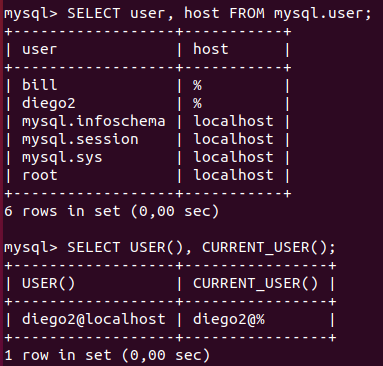 mysql> SELECT user, host FROM mysql.user;
+------------------+-----------+
| user             | host      |
+------------------+-----------+
| bill             | %         |
| diego2           | %         |
| mysql.infoschema | localhost |
| mysql.session    | localhost |
| mysql.sys        | localhost |
| root             | localhost |
+------------------+-----------+
6 rows in set (0,00 sec)
mysql> SELECT USER(), CURRENT_USER();
+------------------+----------------+
| USER()           | CURRENT_USER() |
+------------------+----------------+
| diego2@localhost | diego2@%       |
+------------------+----------------+
1 row in set (0,00 sec)